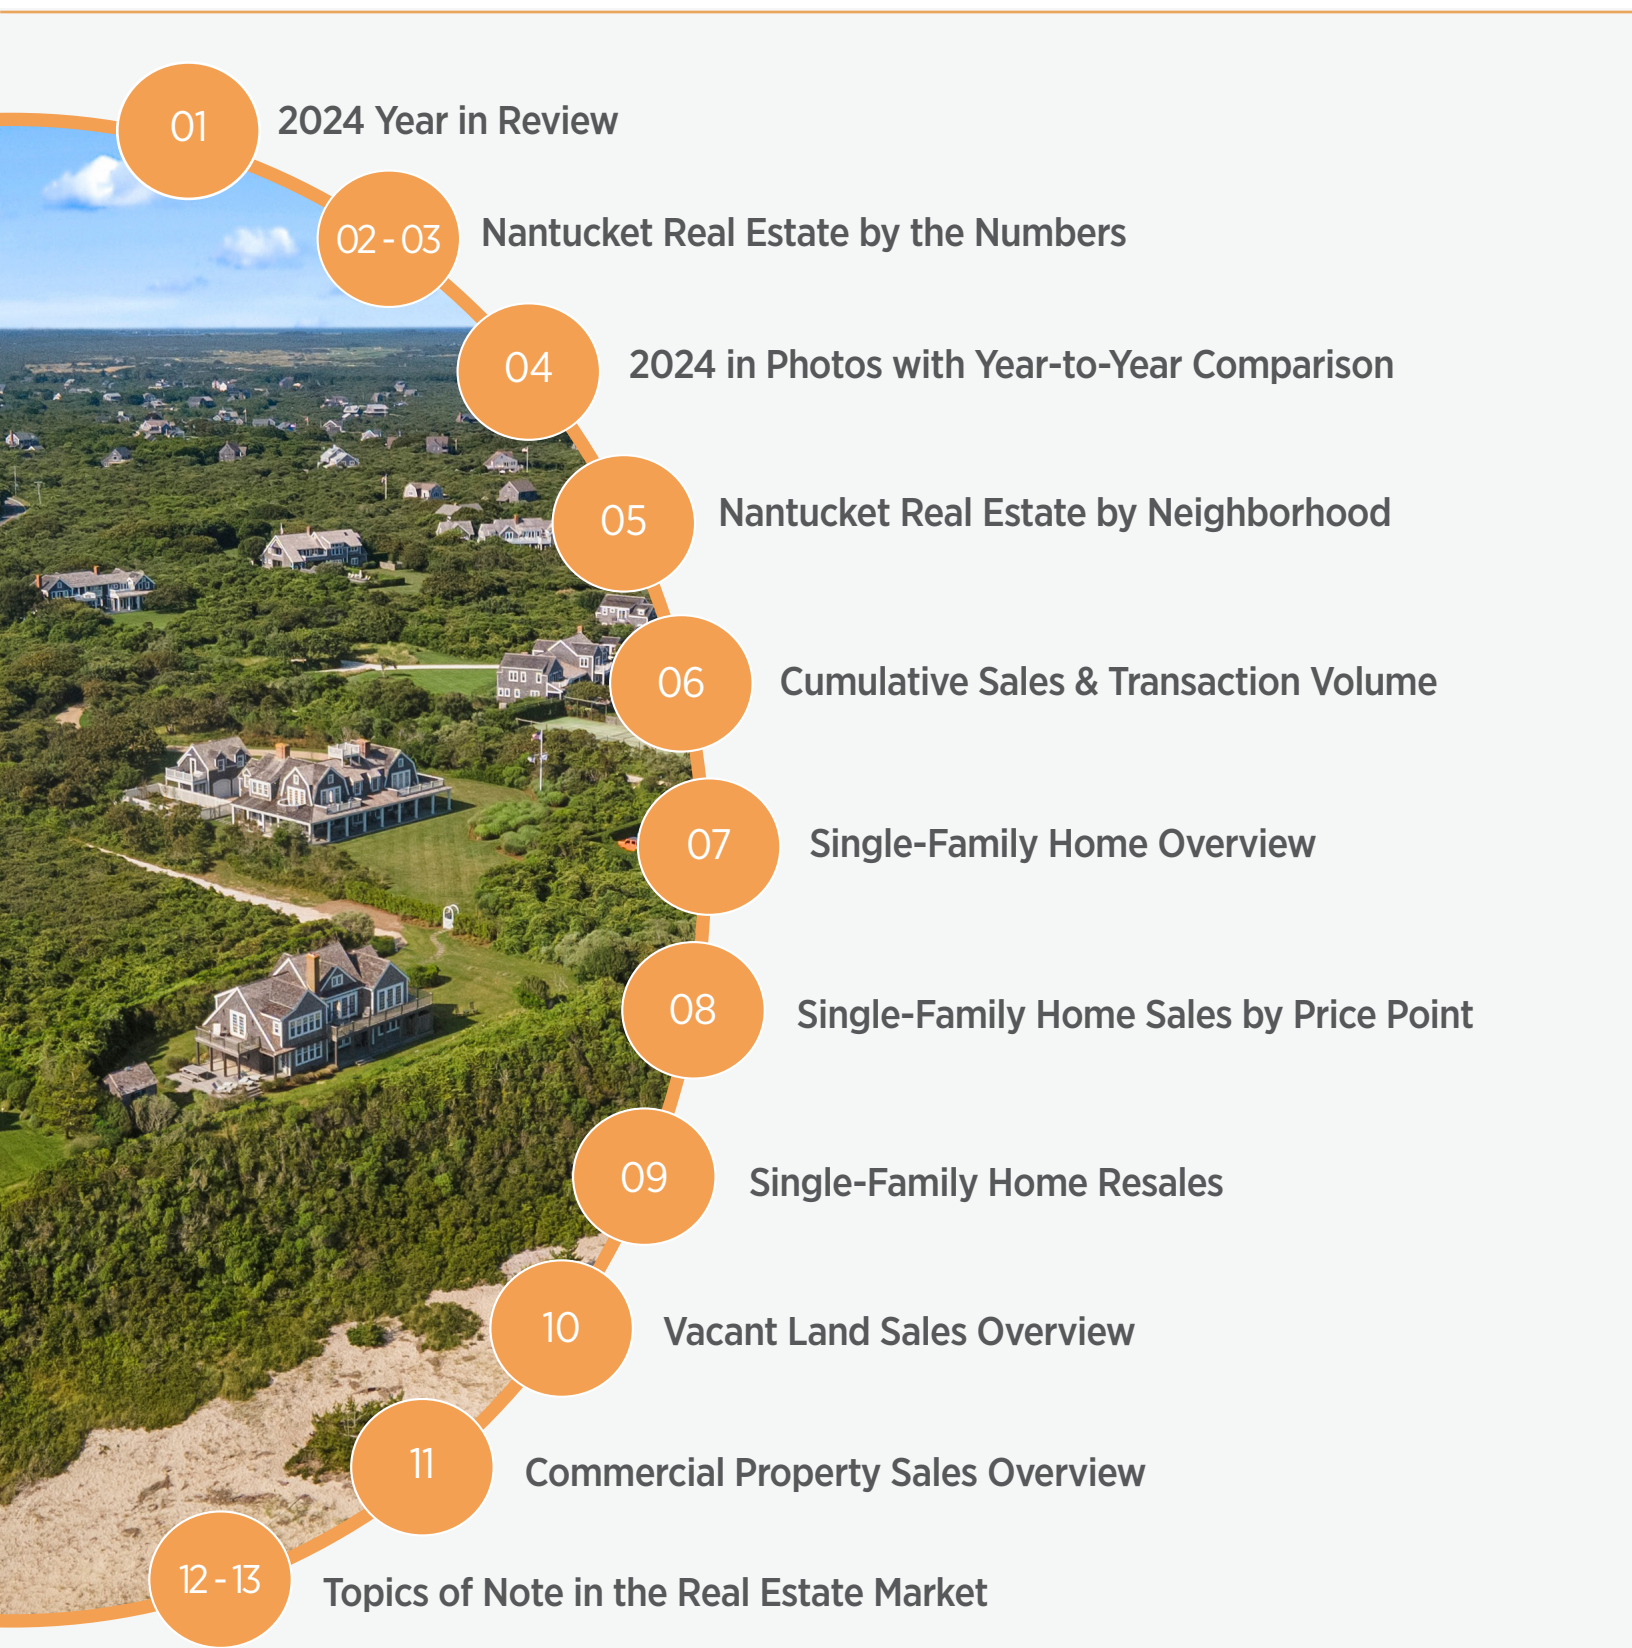 01
2024 Year in Review
02 - 03
Nantucket Real Estate by the Numbers
04
2024 in Photos with Year-to-Year Comparison
05
Nantucket Real Estate by Neighborhood
06
Cumulative Sales & Transaction Volume
07
Single-Family Home Overview
08
Single-Family Home Sales by Price Point
09
Single-Family Home Resales
10
Vacant Land Sales Overview
11
Commercial Property Sales Overview
12 - 13
Topics of Note in the Real Estate Market